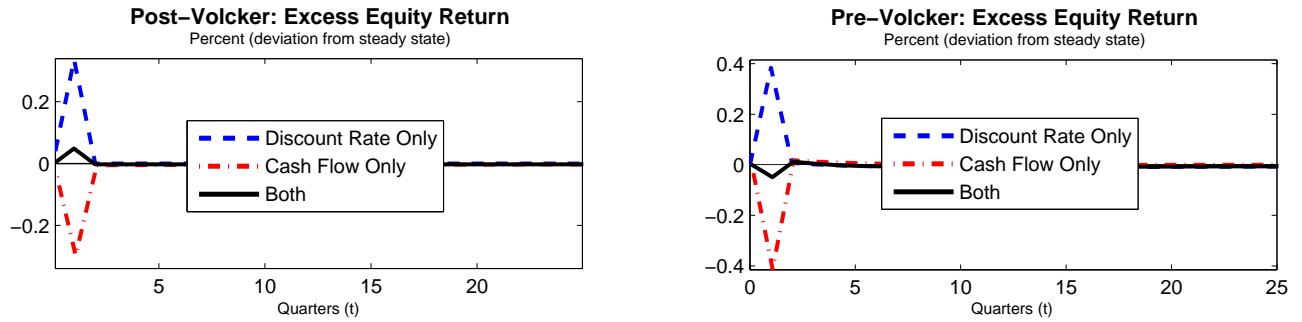 Post−Volcker: Excess Equity Return
Percent (deviation from steady state)
0.2
0
−0.2
Discount Rate Only
Cash Flow Only
Both
5
10
15
20
Quarters (t)
Pre−Volcker: Excess Equity Return
Percent (deviation from steady state)
0.4
0.2
0
−0.2
−0.4
Discount Rate Only
Cash Flow Only
Both
0
5
10
15
20
25
Quarters (t)